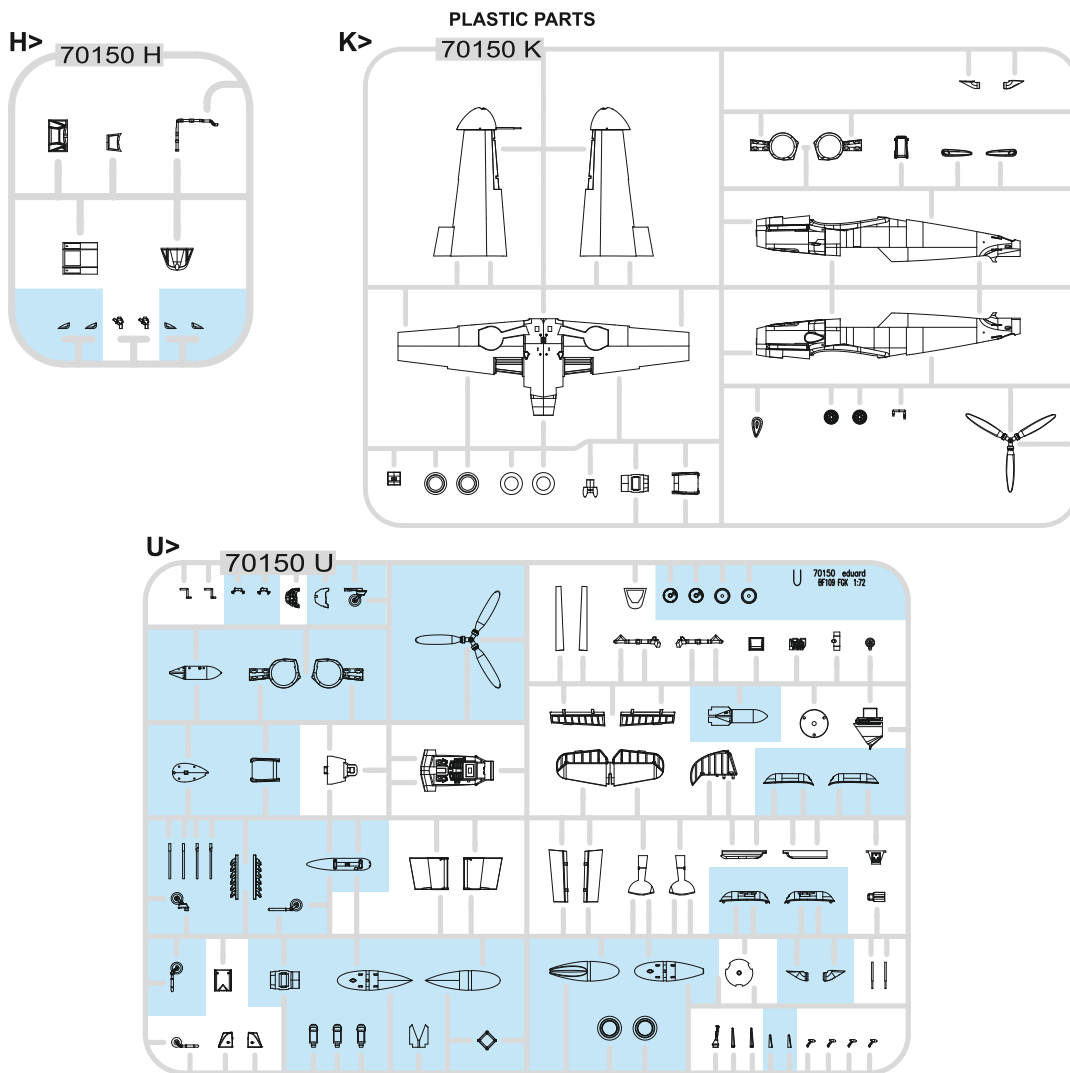 PLASTIC PARTS
H>
70150 H
K>
70150 K
U>
70150 U
U 70150 eduard
BF109 FGK 1:72